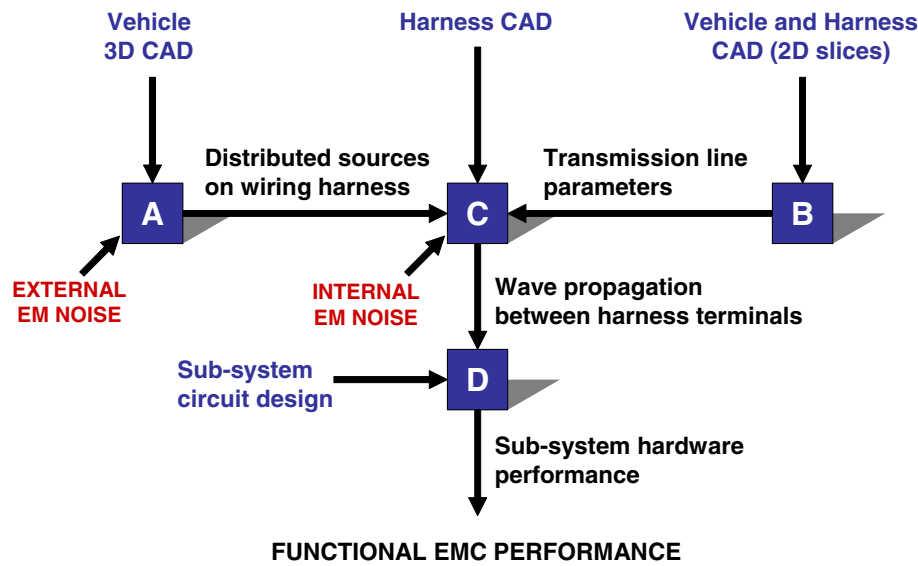 Vehicle
3D CAD
Harness CAD
Vehicle and Harness
CAD (2D slices)
Distributed sources
on wiring harness
Transmission line
parameters
A
C
B
EXTERNAL
EM NOISE
INTERNAL
EM NOISE
Wave propagation
between harness terminals
Sub-system
circuit design
D
Sub-system hardware
performance
FUNCTIONAL EMC PERFORMANCE